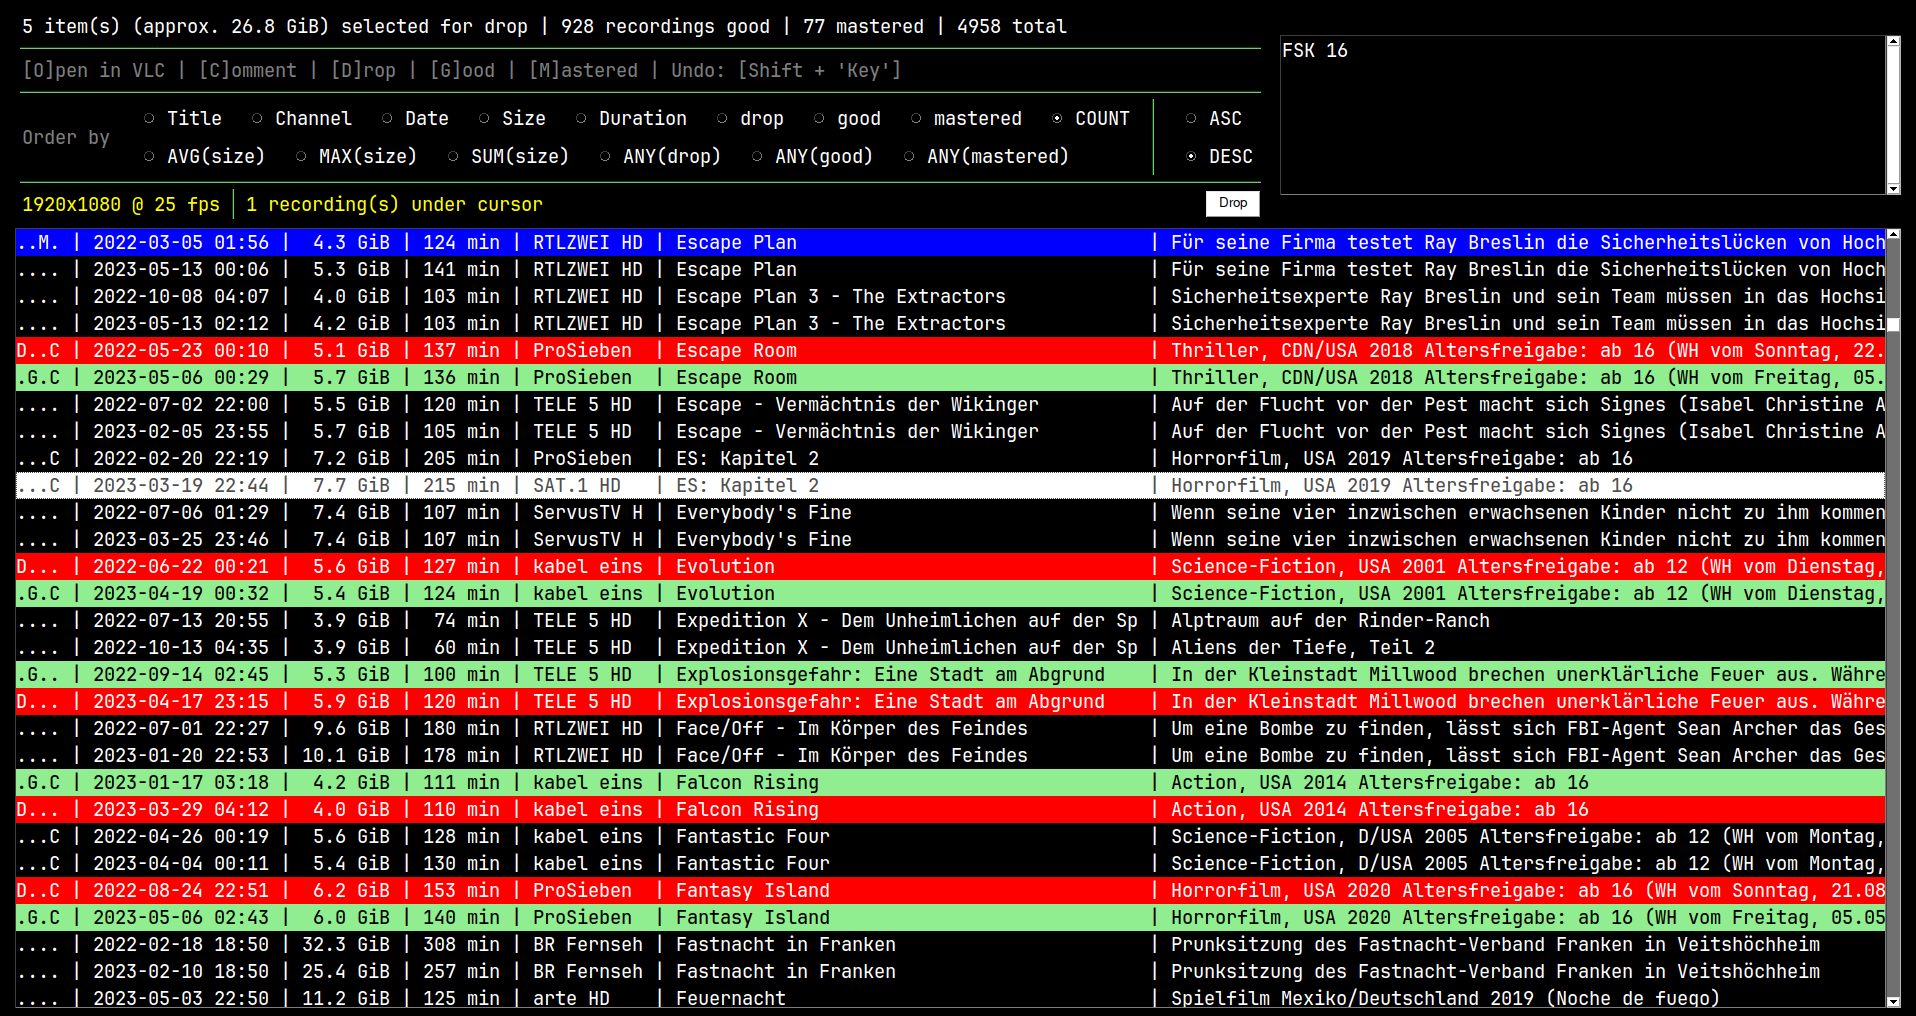 5 item(s) (approx. 26.8 GiB) selected for drop | 928 recordings good | 77 mastered | 4958 total
[O]pen in VLC | [C]omment | [D]rop | [G]ood | [M]astered | Undo: [Shift + 'Key']
Order by
Title Channel Date Size Duration drop good mastered COUNT ASC
AVG(size) MAX(size) SUM(size) ANY(drop) ANY(good) ANY(mastered) DESC
1920x1080 @ 25 fps 1 recording(s) under cursor Drop
FSK 16
..M. | 2022-03-05 01:56 | 4.3 GiB | 124 min | RTLZWEI HD | Escape Plan | FÜr seine Firma testet Ray Breslin die SicherheitslÜcken von Hoch
.... | 2023-05-13 00:06 | 5.3 GiB | 141 min | RTLZWEI HD | Escape Plan | FÜr seine Firma testet Ray Breslin die SicherheitslÜcken von Hoch
.... | 2022-10-08 04:07 | 4.0 GiB | 103 min | RTLZWEI HD | Escape Plan 3 - The Extractors | Sicherheitsexperte Ray Breslin und sein Team müssen in das Hochsi
.... | 2023-05-13 02:12 | 4.2 GiB | 103 min | RTLZWEI HD | Escape Plan 3 - The Extractors | Sicherheitsexperte Ray Breslin und sein Team müssen in das Hochsi
D..C | 2022-05-23 00:10 | 5.1 GiB | 137 min | ProSieben | Escape Room | Thriller, CDN/USA 2018 Altersfreigabe: ab 16 (WH vom Sonntag, 22.
.G.C | 2023-05-06 00:29 | 5.7 GiB | 136 min | ProSieben | Escape Room | Thriller, CDN/USA 2018 Altersfreigabe: ab 16 (WH vom Freitag, 05.
.... | 2022-07-02 22:00 | 5.5 GiB | 120 min | TELE 5 HD | Escape - Vermächtnis der Wikinger | Auf der Flucht vor der Pest macht sich Signes (Isabel Christine A
.... | 2023-02-05 23:55 | 5.7 GiB | 105 min | TELE 5 HD | Escape - Vermächtnis der Wikinger | Auf der Flucht vor der Pest macht sich Signes (Isabel Christine A
...C | 2022-02-20 22:19 | 7.2 GiB | 205 min | ProSieben | ES: Kapitel 2 | Horrorfilm, USA 2019 Altersfreigabe: ab 16
...C | 2023-03-19 22:44 | 7.7 GiB | 215 min | SAT.1 HD | ES: Kapitel 2 | Horrorfilm, USA 2019 Altersfreigabe: ab 16
.... | 2022-07-06 01:29 | 7.4 GiB | 107 min | ServusTV H | Everybody's Fine | Wenn seine vier inzwischen erwachsenen Kinder nicht zu ihm kommen
.... | 2023-03-25 23:46 | 7.4 GiB | 107 min | ServusTV H | Everybody's Fine | Wenn seine vier inzwischen erwachsenen Kinder nicht zu ihm kommen
D... | 2022-06-22 00:21 | 5.6 GiB | 127 min | kabel eins | Evolution | Science-Fiction, USA 2001 Altersfreigabe: ab 12 (WH vom Dienstag,
.G.C | 2023-04-19 00:32 | 5.4 GiB | 124 min | kabel eins | Evolution | Science-Fiction, USA 2001 Altersfreigabe: ab 12 (WH vom Dienstag,
.... | 2022-07-13 20:55 | 3.9 GiB | 74 min | TELE 5 HD | Expedition X - Dem Unheimlichen auf der Sp | Alptraum auf der Rinder-Ranch
.... | 2022-10-13 04:35 | 3.9 GiB | 60 min | TELE 5 HD | Expedition X - Dem Unheimlichen auf der Sp | Aliens der Tiefe, Teil 2
.G.. | 2022-09-14 02:45 | 5.3 GiB | 100 min | TELE 5 HD | Explosionsgefahr: Eine Stadt am Abgrund | In der Kleinstadt Millwood brechen unerklärliche Feuer aus. Währe
D... | 2023-04-17 23:15 | 5.9 GiB | 120 min | TELE 5 HD | Explosionsgefahr: Eine Stadt am Abgrund | In der Kleinstadt Millwood brechen unerklärliche Feuer aus. Währe
.... | 2022-07-01 22:27 | 9.6 GiB | 180 min | RTLZWEI HD | Face/Off - Im Körper des Feindes | Um eine Bombe zu finden, lässt sich FBI-Agent Sean Archer das Ges
.... | 2023-01-20 22:53 | 10.1 GiB | 178 min | RTLZWEI HD | Face/Off - Im Körper des Feindes | Um eine Bombe zu finden, lässt sich FBI-Agent Sean Archer das Ges
.G.C | 2023-01-17 03:18 | 4.2 GiB | 111 min | kabel eins | Falcon Rising | Action, USA 2014 Altersfreigabe: ab 16
D... | 2023-03-29 04:12 | 4.0 GiB | 110 min | kabel eins | Falcon Rising | Action, USA 2014 Altersfreigabe: ab 16
...C | 2022-04-26 00:19 | 5.6 GiB | 128 min | kabel eins | Fantastic Four | Science-Fiction, D/USA 2005 Altersfreigabe: ab 12 (WH vom Montag,
...C | 2023-04-04 00:11 | 5.4 GiB | 130 min | kabel eins | Fantastic Four | Science-Fiction, D/USA 2005 Altersfreigabe: ab 12 (WH vom Montag,
D..C | 2022-08-24 22:51 | 6.2 GiB | 153 min | ProSieben | Fantasy Island | Horrorfilm, USA 2020 Altersfreigabe: ab 16 (WH vom Sonntag, 21.08
.G.C | 2023-05-06 02:43 | 6.0 GiB | 140 min | ProSieben | Fantasy Island | Horrorfilm, USA 2020 Altersfreigabe: ab 16 (WH vom Freitag, 05.05
.... | 2022-02-18 18:50 | 32.3 GiB | 308 min | BR Fernseh | Fastnacht in Franken | Prunksitzung des Fastnacht-Verband Franken in Veitshöchheim
.... | 2023-02-10 18:50 | 25.4 GiB | 257 min | BR Fernseh | Fastnacht in Franken | Prunksitzung des Fastnacht-Verband Franken in Veitshöchheim
.... | 2023-05-03 22:50 | 11.2 GiB | 125 min | arte HD | Feuernacht | Spielfilm Mexiko/Deutschland 2019 (Noche de fuego)